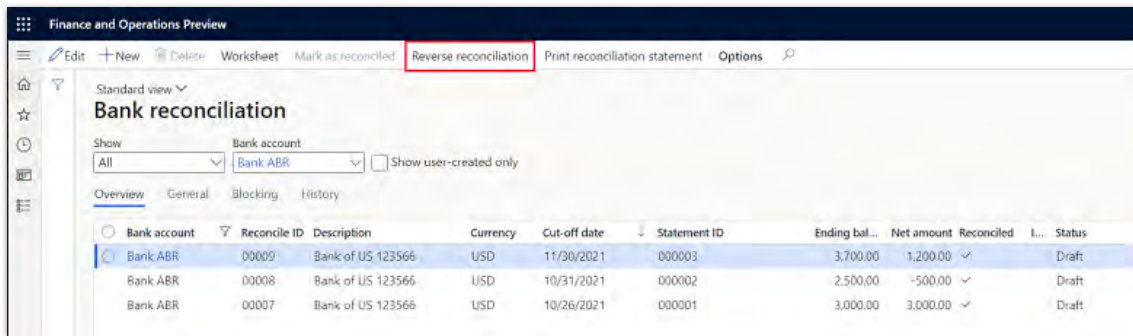 Finance and Operations Preview
Edit New Delete Worksheet Mark as reconciled Reverse reconciliation Print reconciliation statement Options
Standard view
Bank reconciliation
Show Bank account
All Bank ABR Show user-created only
Overview General Blocking History
Bank account Reconcile ID Description Currency Cut-off date Statement ID Ending bal... Net amount Reconciled I... Status
Bank ABR 00009 Bank of US 123566 USD 11/30/2021 000003 3,700.00 1,200.00 Draft
Bank ABR 00008 Bank of US 123566 USD 10/31/2021 000002 2,500.00 -500.00 Draft
Bank ABR 00007 Bank of US 123566 USD 10/26/2021 000001 3,000.00 3,000.00 Draft